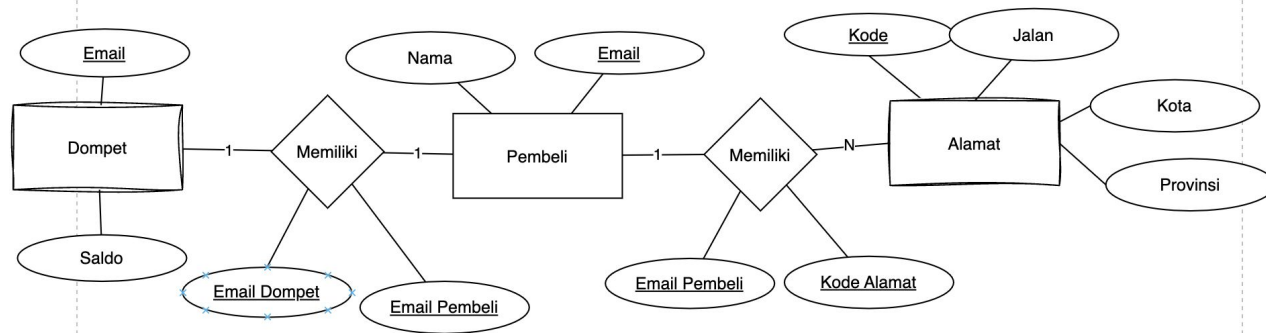 Email
Dompet
Saldo
1
Memiliki
1
Email Dompet
Email Pembeli
Nama
Email
Pembeli
1
Memiliki
N
Email Pembeli
Kode Alamat
Kode
Jalan
Kota
Alamat
Provinsi